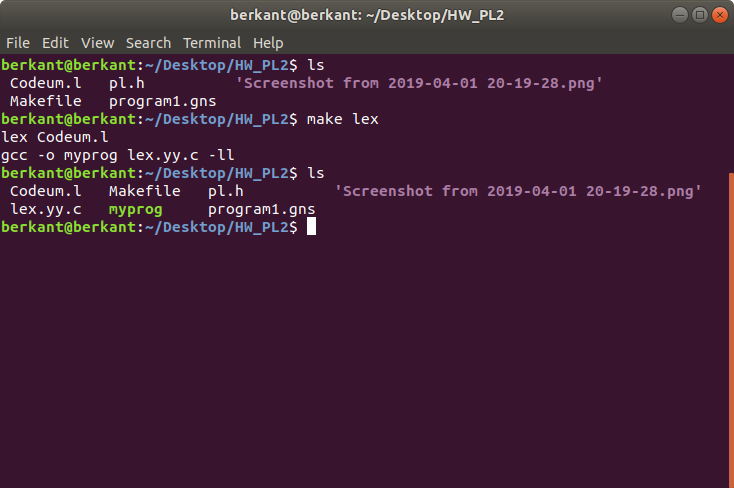 berkant@berkant: ~/Desktop/HW_PL2
File Edit View Search Terminal Help
berkant@berkant:~/Desktop/HW_PL2$ ls
Codeum.l pl.h 'Screenshot from 2019-04-01 20-19-28.png'
Makefile program1.gns
berkant@berkant:~/Desktop/HW_PL2$ make lex
lex Codeum.l
gcc -o myprog lex.yy.c -ll
berkant@berkant:~/Desktop/HW_PL2$ ls
Codeum.l Makefile pl.h 'Screenshot from 2019-04-01 20-19-28.png'
lex.yy.c myprog program1.gns
berkant@berkant:~/Desktop/HW_PL2$